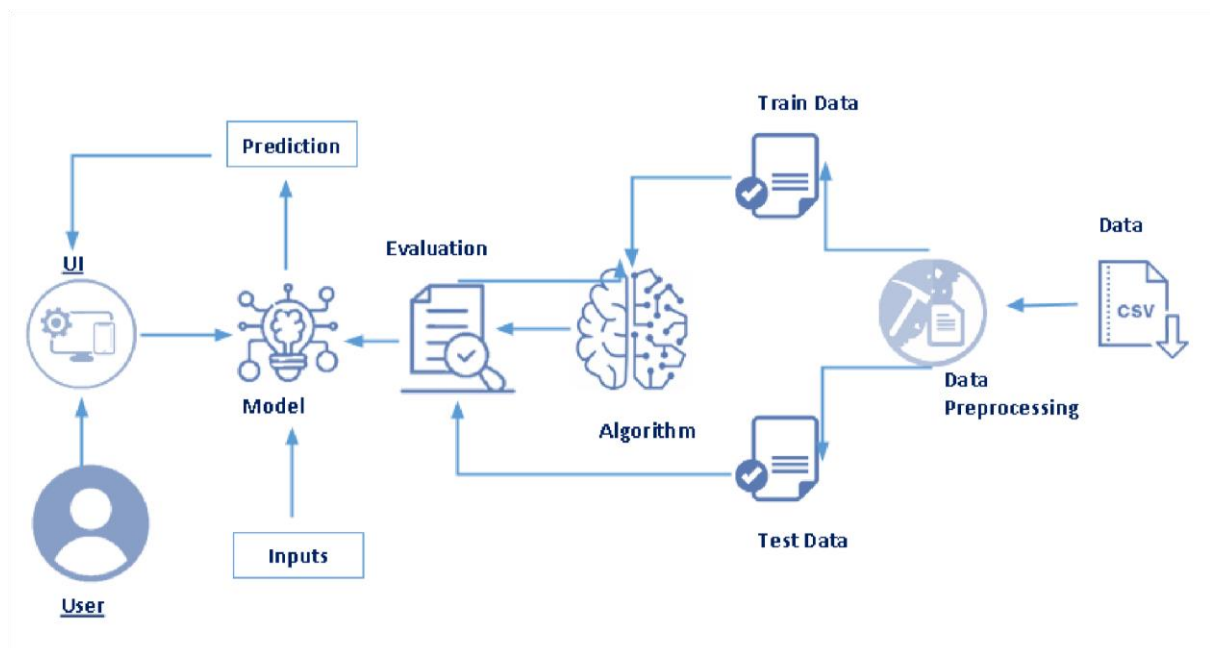 Train Data
Prediction
Data
Evaluation
UI
CSV
Data
Preprocessing
Model
Algorithm
Test Data
Inputs
User